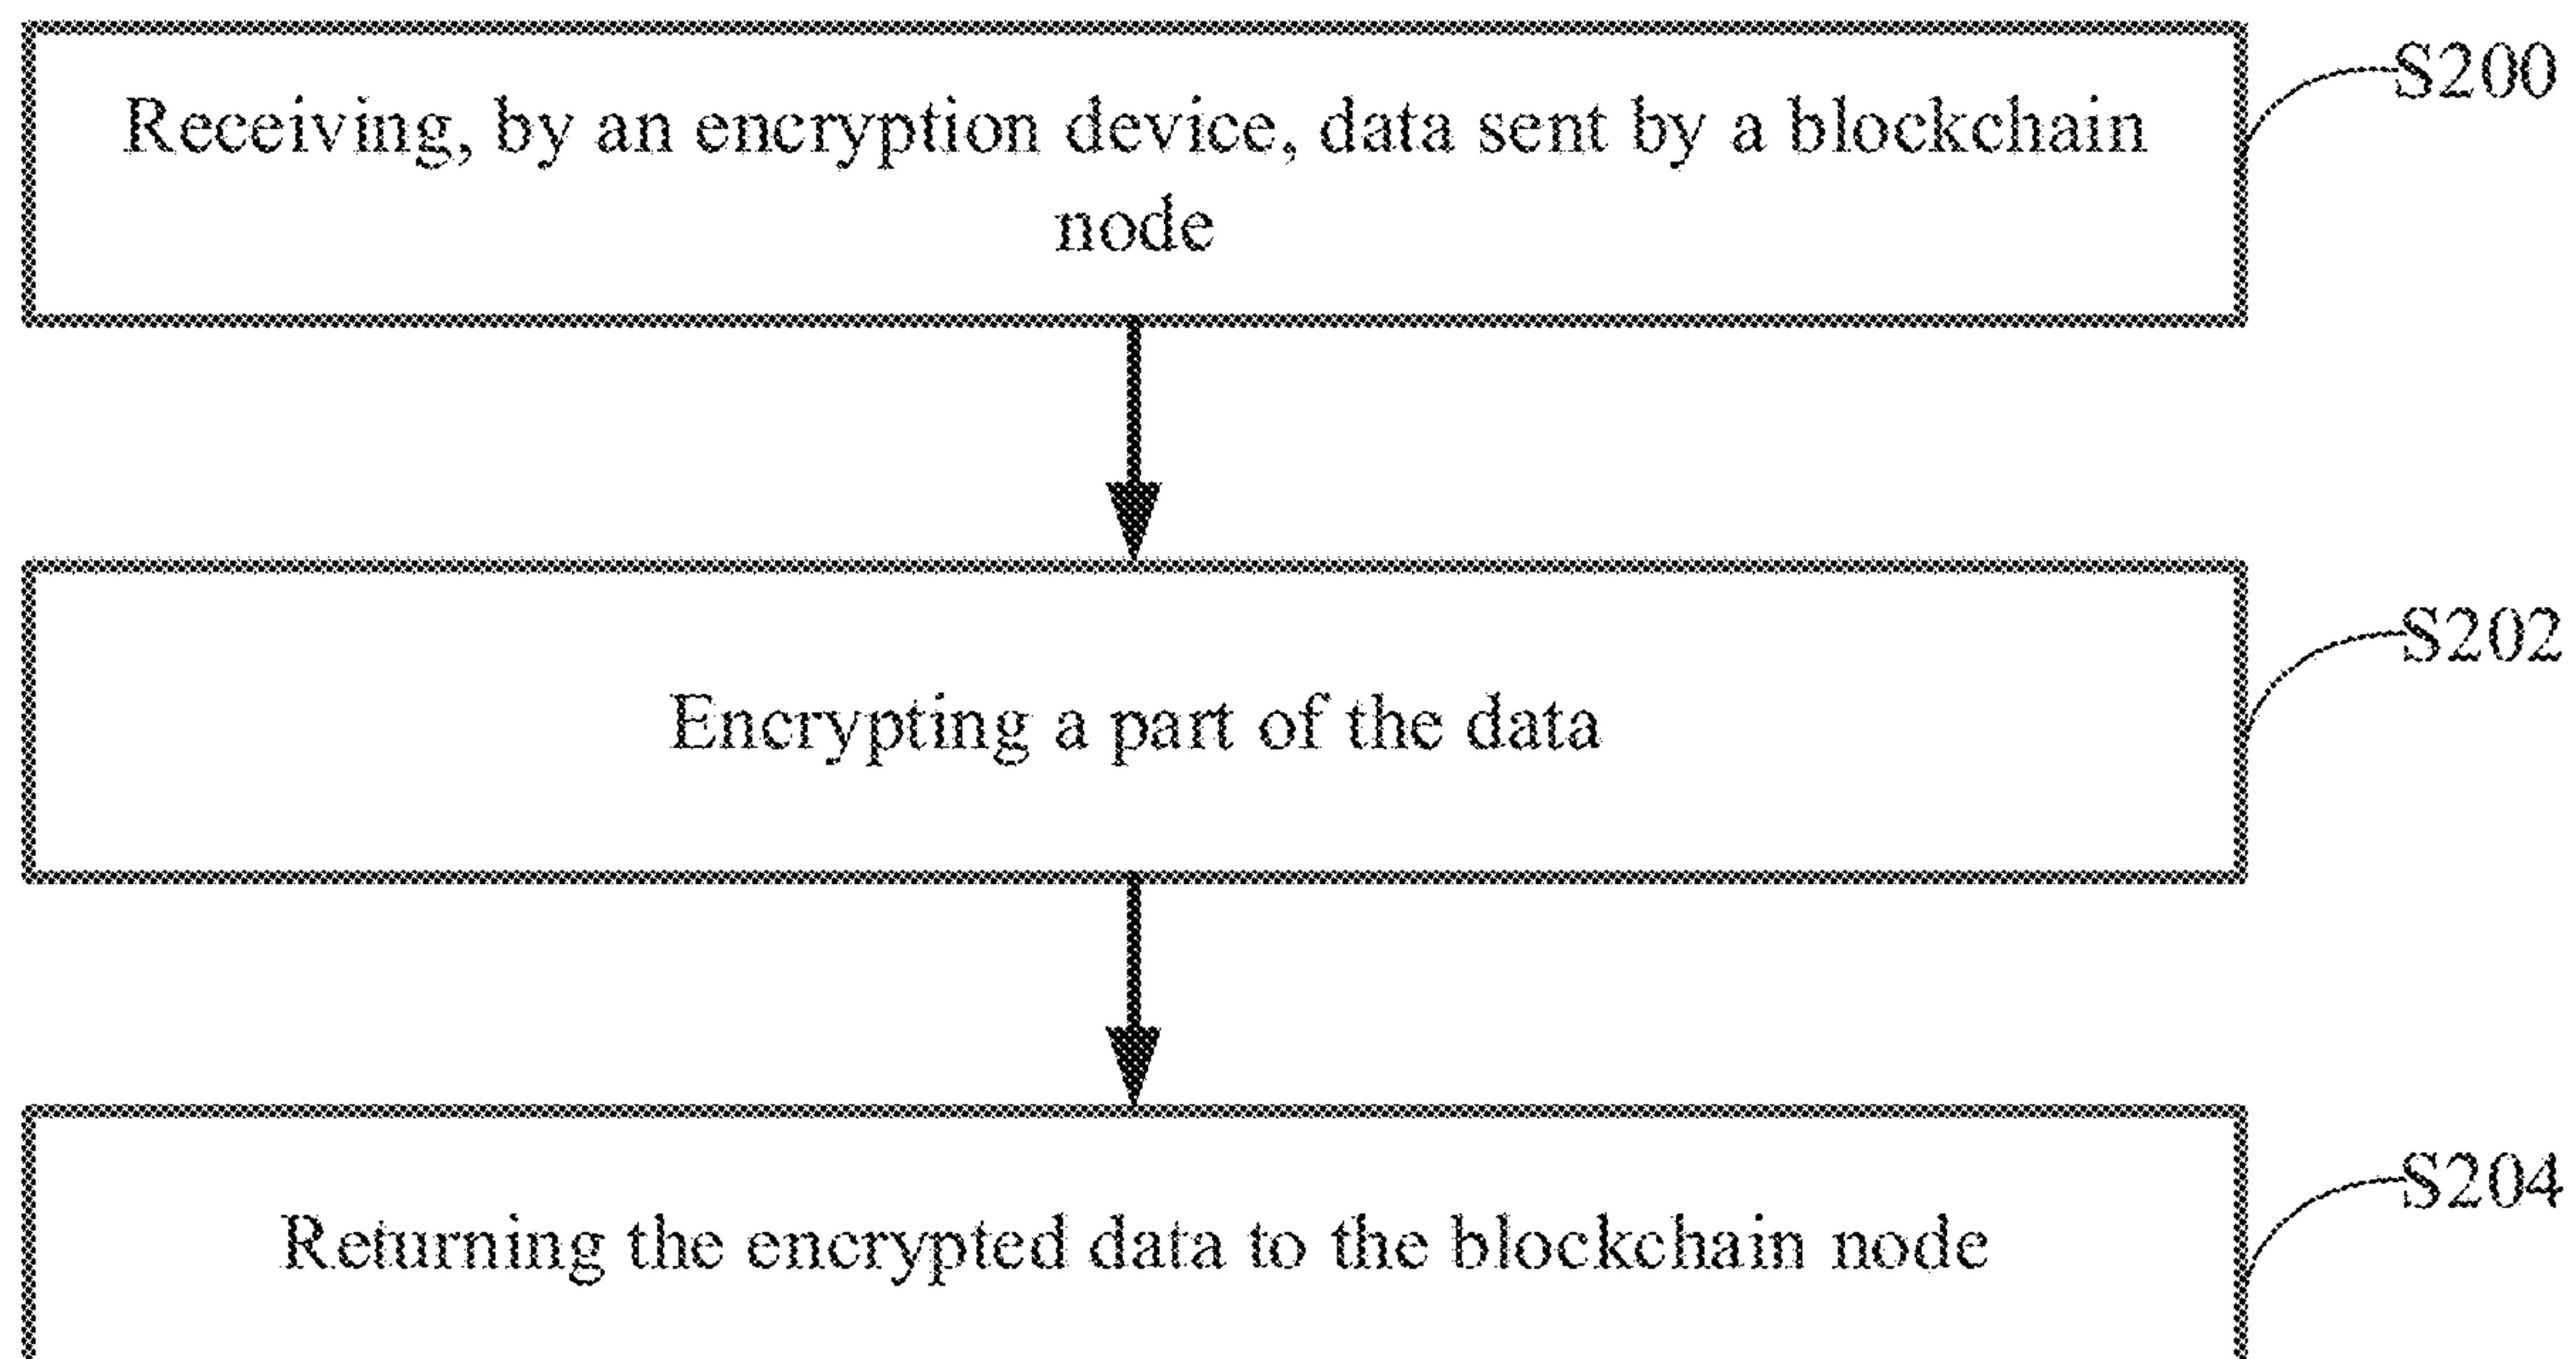 S200
Receiving, by an encryption device, data sent by a blockchain
node
S202
Encrypting a part of the data
S204
Returning the encrypted data to the blockchain node